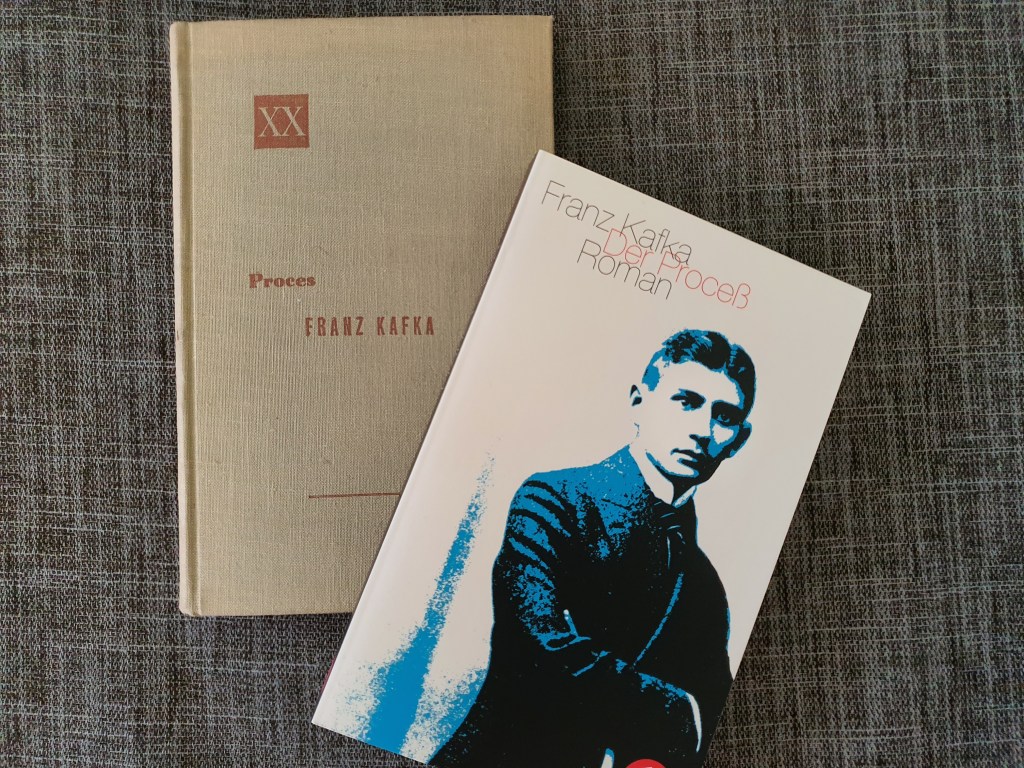 XX
Proces
FRANZ KAFKA
Franz Kafka
Der Proceß
Roman